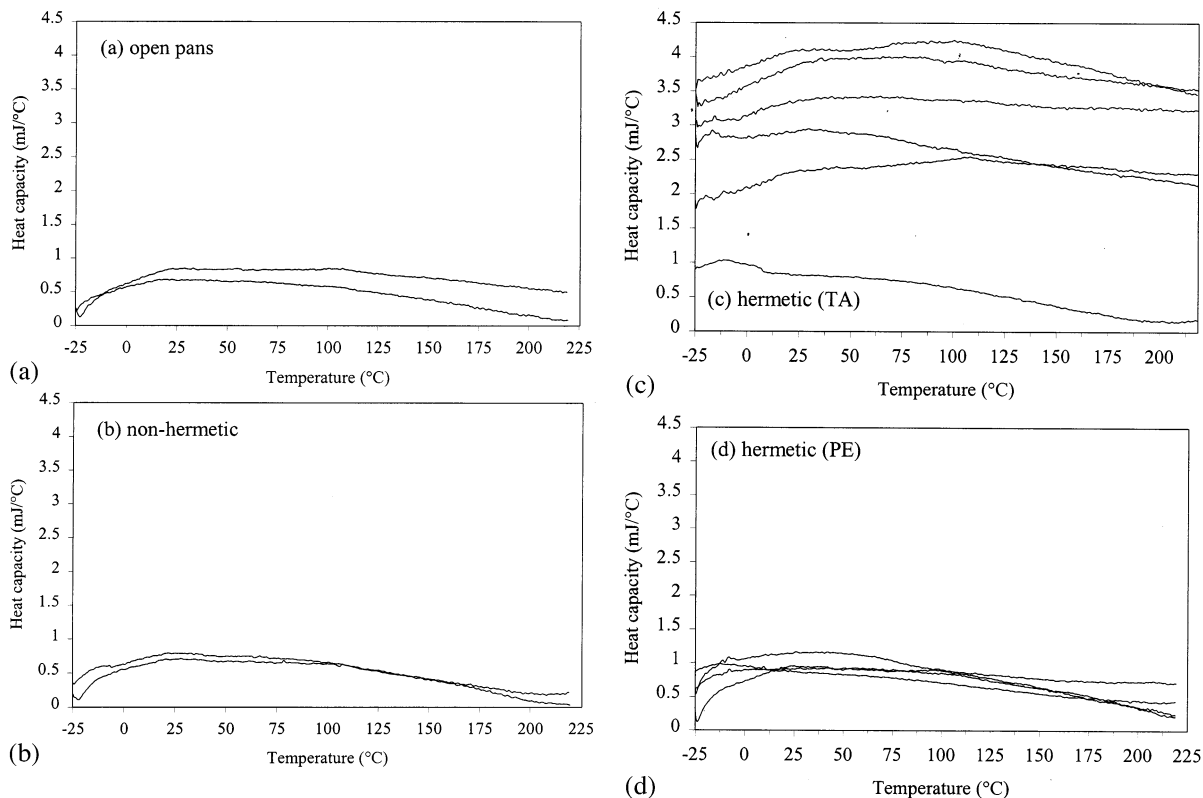 (a) open pans
Heat capacity (mJ/°C)
4.5
4
3.5
3
2.5
2
1.5
1
0.5
0
-25 0 25 50 75 100 125 150 175 200 225
Temperature (°C)
(a)
(b) non-hermetic
Heat capacity (mJ/°C)
4.5
4
3.5
3
2.5
2
1.5
1
0.5
0
-25 0 25 50 75 100 125 150 175 200 225
Temperature (°C)
(b)
(c) hermetic (TA)
Heat capacity (mJ/°C)
4.5
4
3.5
3
2.5
2
1.5
1
0.5
0
-25 0 25 50 75 100 125 150 175 200
Temperature (°C)
(c)
(d) hermetic (PE)
Heat capacity (mJ/°C)
4.5
4
3.5
3
2.5
2
1.5
1
0.5
0
-25 0 25 50 75 100 125 150 175 200 225
Temperature (°C)
(d)